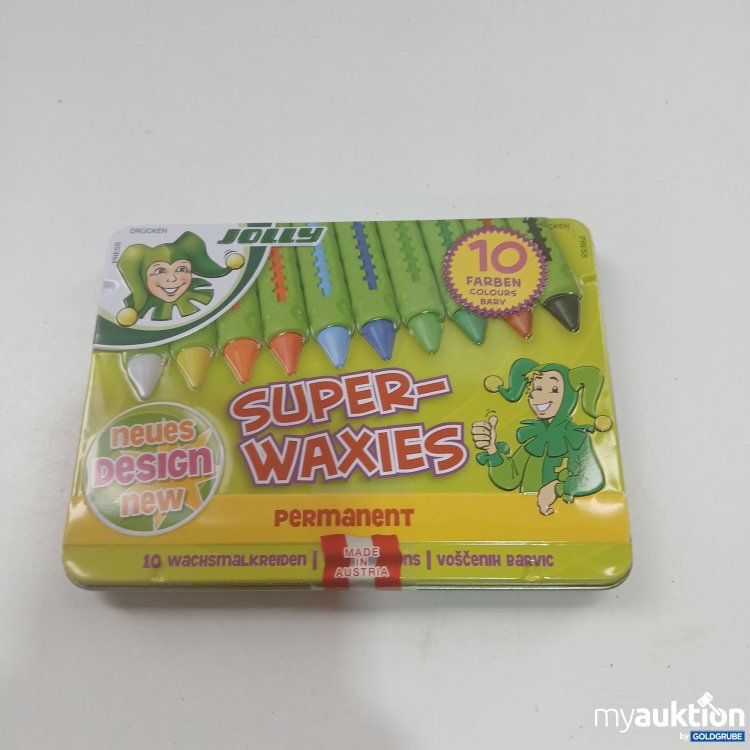 DRÜCKEN
PRESS
JOLLY
PRESS
10
FARBEN
COLOURS
BARV
neues
DESIGN
new
SUPER-
WAXIES
PERMANENT
10 WACHSMALKREIDEN | | VOŠČENIH BARVIC
MADE
IN
AUSTRIA
myauktion
by GOLDGRUBE